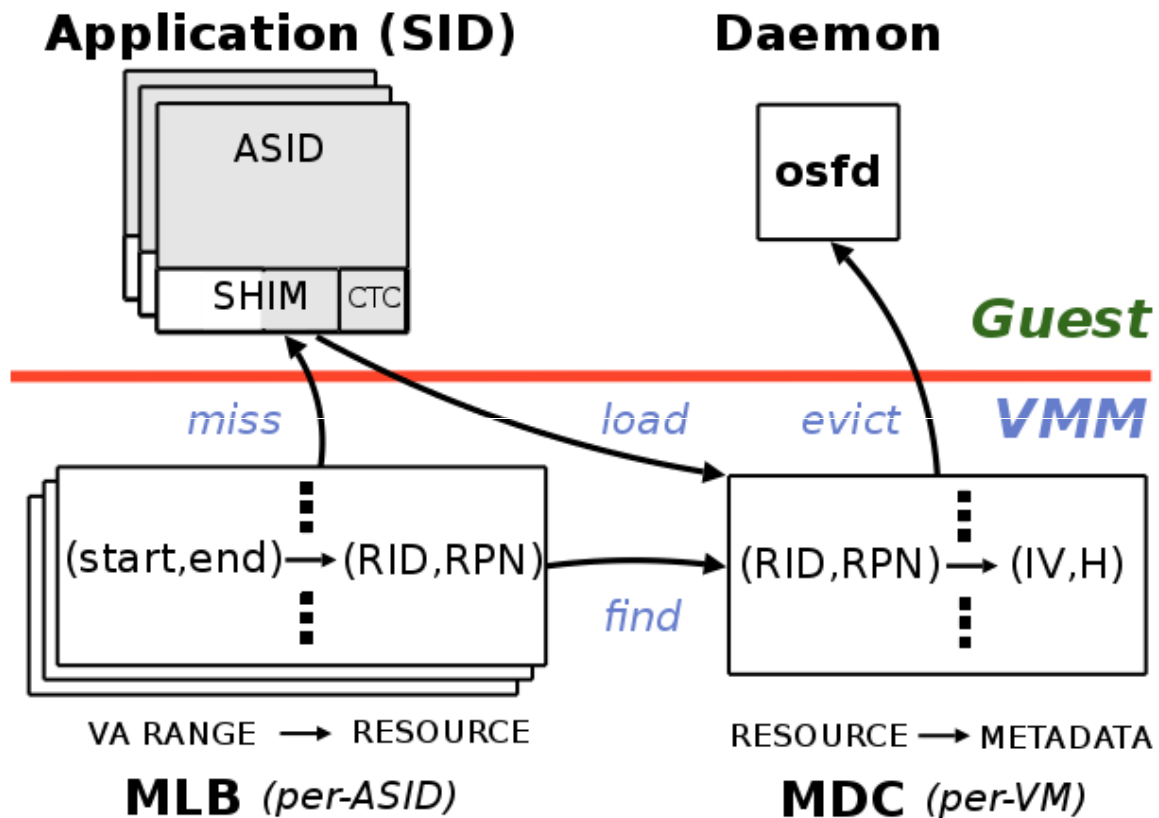 Application (SID)
Daemon
ASID
osfd
SHIM
CTC
Guest
miss
load
evict
VMM
(start,end) → (RID,RPN)
(RID,RPN) → (IV,H)
find
VA RANGE → RESOURCE
RESOURCE → METADATA
MLB (per-ASID)
MDC (per-VM)